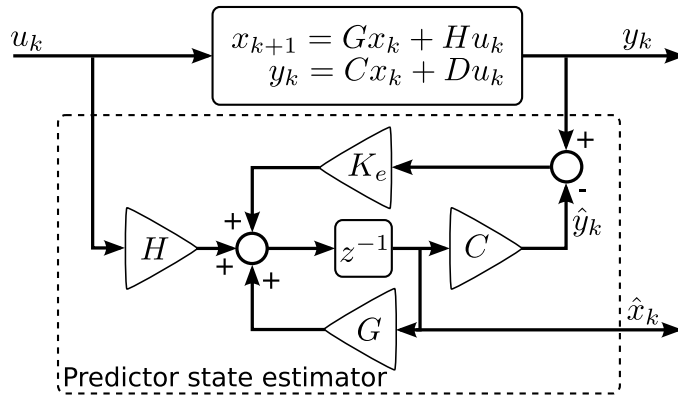 u_k
x_{k+1} = Gx_k + Hu_k
y_k = Cx_k + Du_k
y_k
+
K_e
-
ŷ_k
+
H
+
z^{-1}
C
+
G
x̂_k
Predictor state estimator